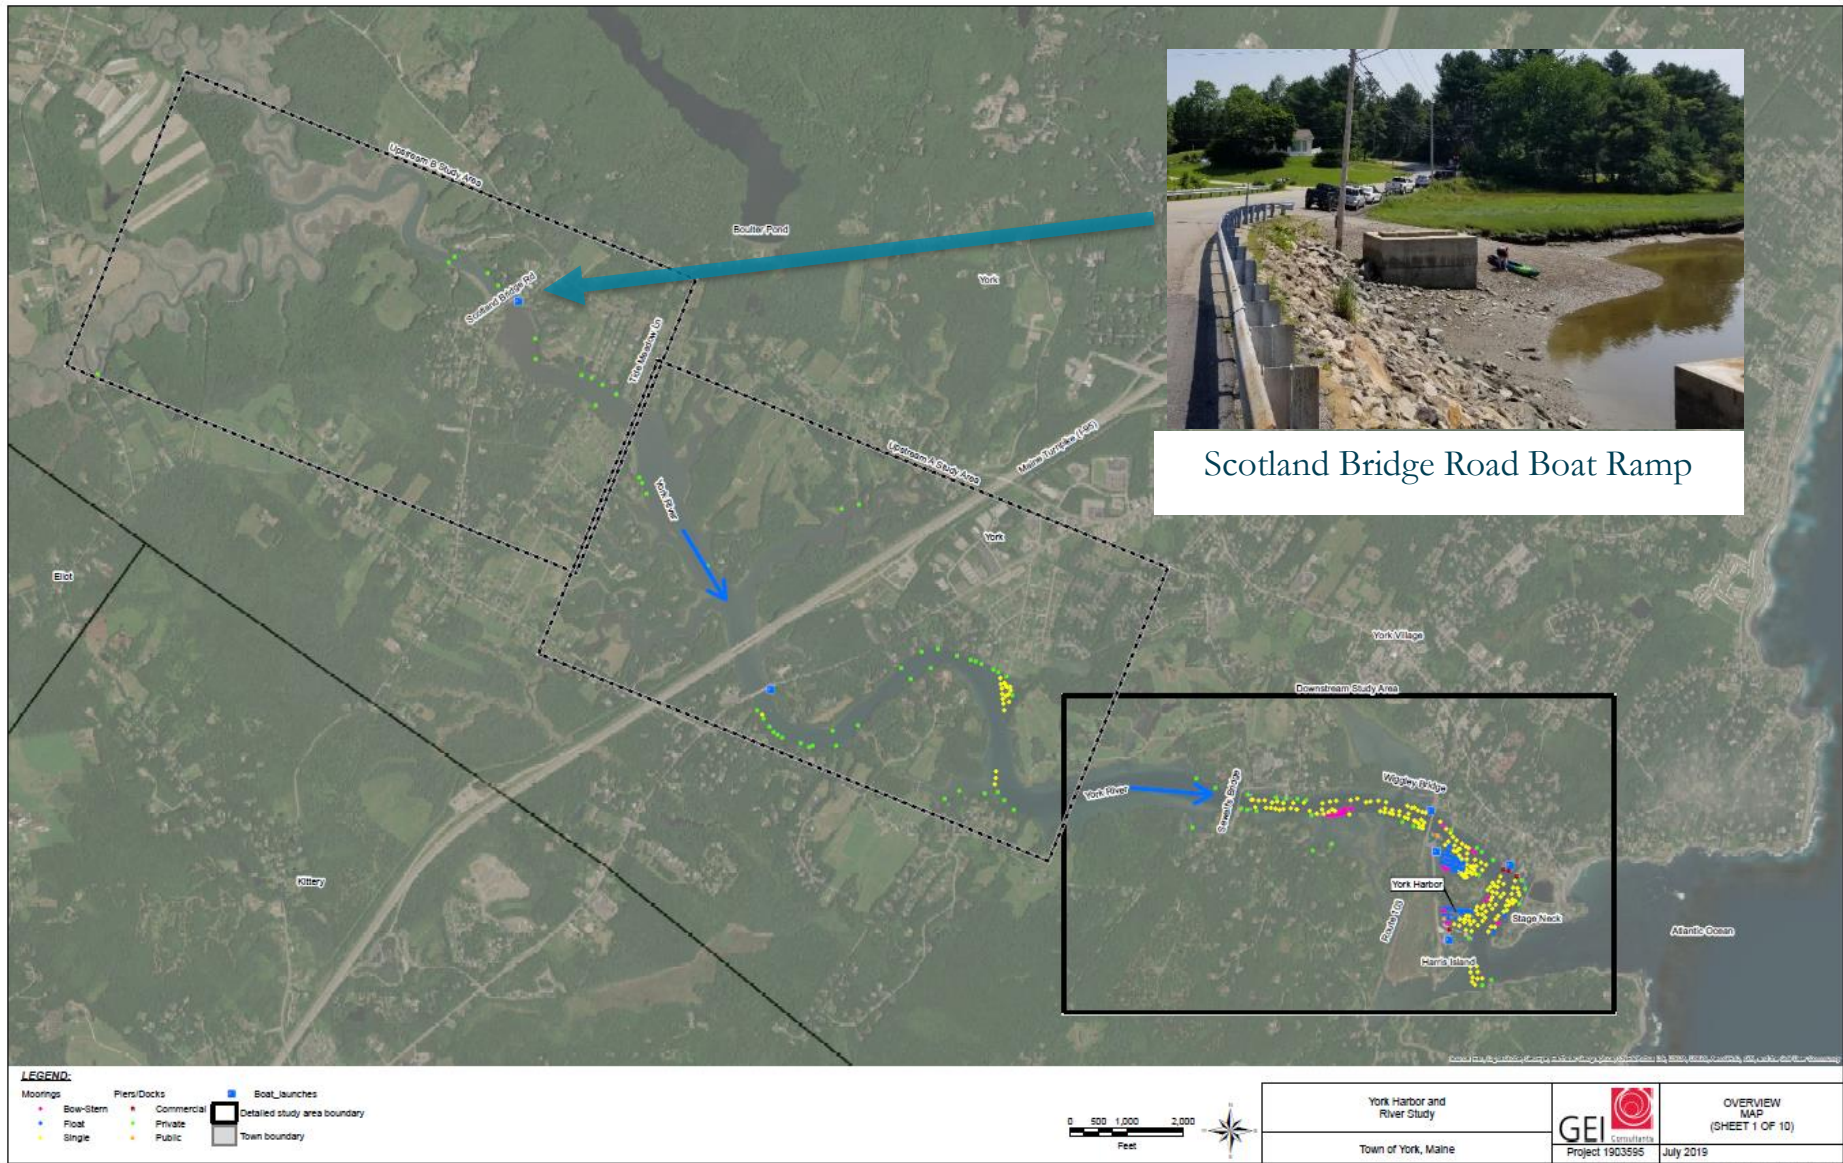 Upstream B Study Area
Boulter Pond
Scotland Bridge Rd
York
Tide Meadow Ln
Maine Turnpike (I-95)
Upstream A Study Area
Scotland Bridge Road Boat Ramp
York River
York
Eliot
York Village
Downstream Study Area
Wiggley Bridge
York River
Sewalls Bridge
Kittery
York Harbor
Route 103
Stage Neck
Atlantic Ocean
Harris Island
LEGEND:
Moorings
Bow-Stern
Float
Single
Piers/Docks
Commercial
Private
Public
Boat_launches
Detailed study area boundary
Town boundary
0 500 1,000 2,000
Feet
York Harbor and
River Study
Town of York, Maine
GEI
Consultants
Project 1903595
July 2019
OVERVIEW
MAP
(SHEET 1 OF 10)